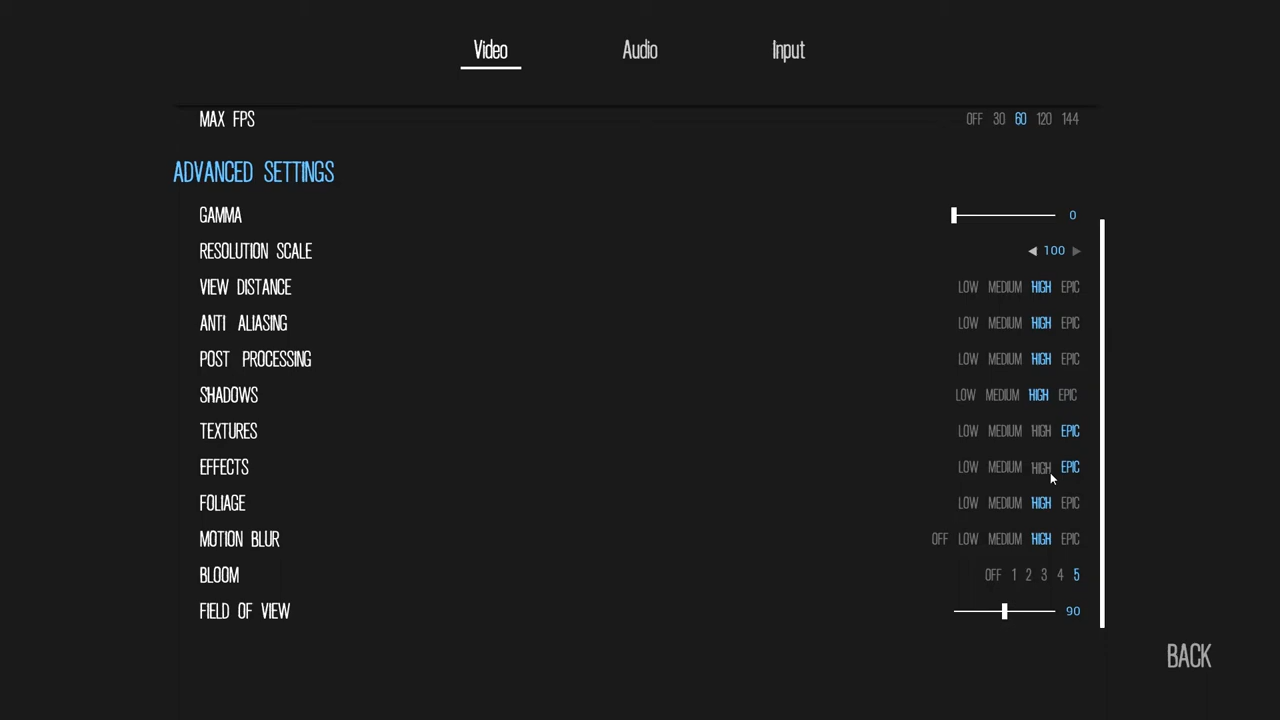 Video Audio Input
MAX FPS OFF 30 60 120 144
ADVANCED SETTINGS
GAMMA 0
RESOLUTION SCALE 100
VIEW DISTANCE LOW MEDIUM HIGH EPIC
ANTI ALIASING LOW MEDIUM HIGH EPIC
POST PROCESSING LOW MEDIUM HIGH EPIC
SHADOWS LOW MEDIUM HIGH EPIC
TEXTURES LOW MEDIUM HIGH EPIC
EFFECTS LOW MEDIUM HIGH EPIC
FOLIAGE LOW MEDIUM HIGH EPIC
MOTION BLUR OFF LOW MEDIUM HIGH EPIC
BLOOM OFF 1 2 3 4 5
FIELD OF VIEW 90
BACK